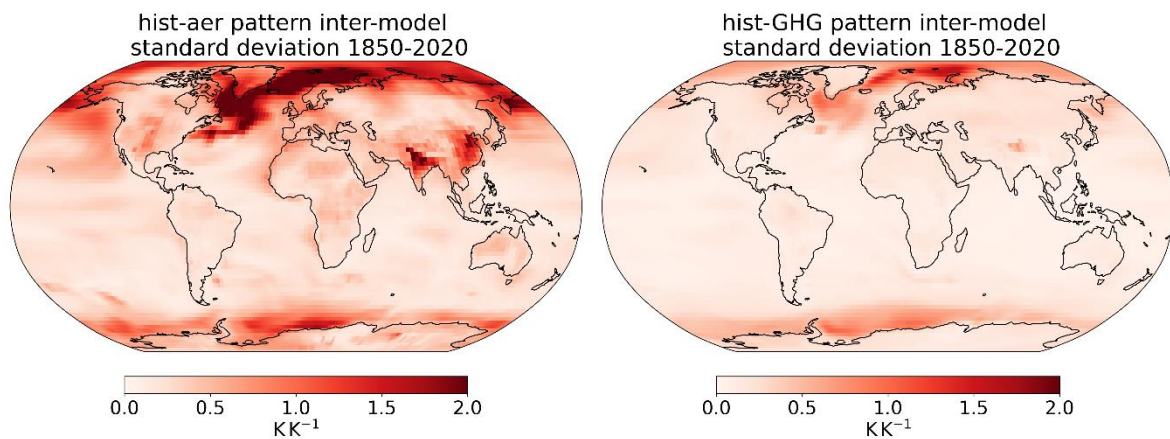 hist-aer pattern inter-model
standard deviation 1850-2020
0.0 0.5 1.0 1.5 2.0
K K⁻¹
hist-GHG pattern inter-model
standard deviation 1850-2020
0.0 0.5 1.0 1.5 2.0
K K⁻¹